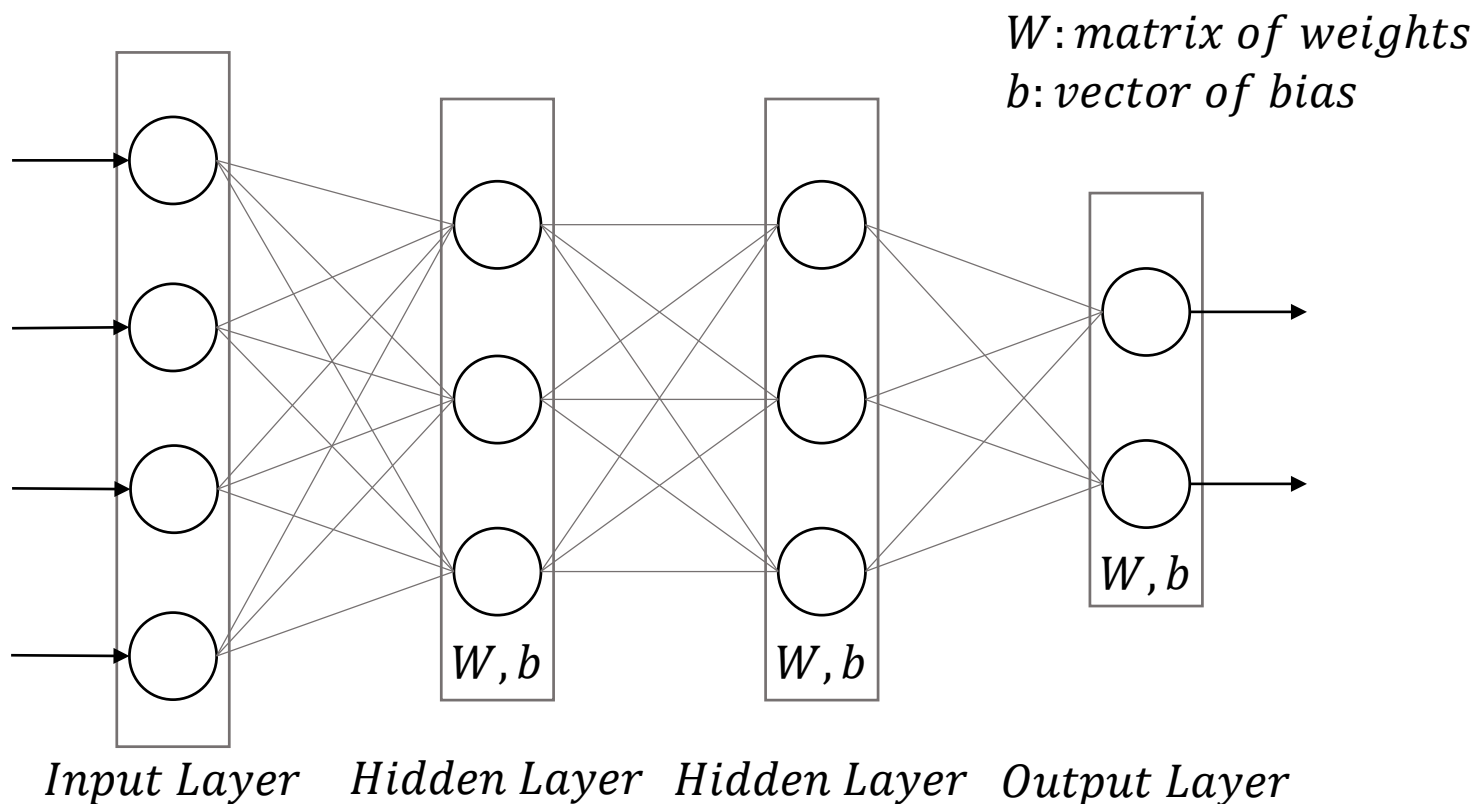 W: matrix of weights
b: vector of bias
W, b
W, b
W, b
Input Layer
Hidden Layer
Hidden Layer
Output Layer